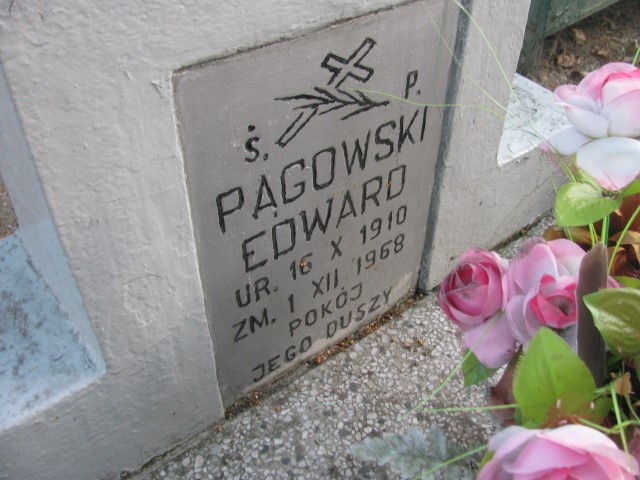 Ś. P.
PĄGOWSKI
EDWARD
UR. 16 X 1910
ZM. 1 XII 1968
POKÓJ
JEGO DUSZY